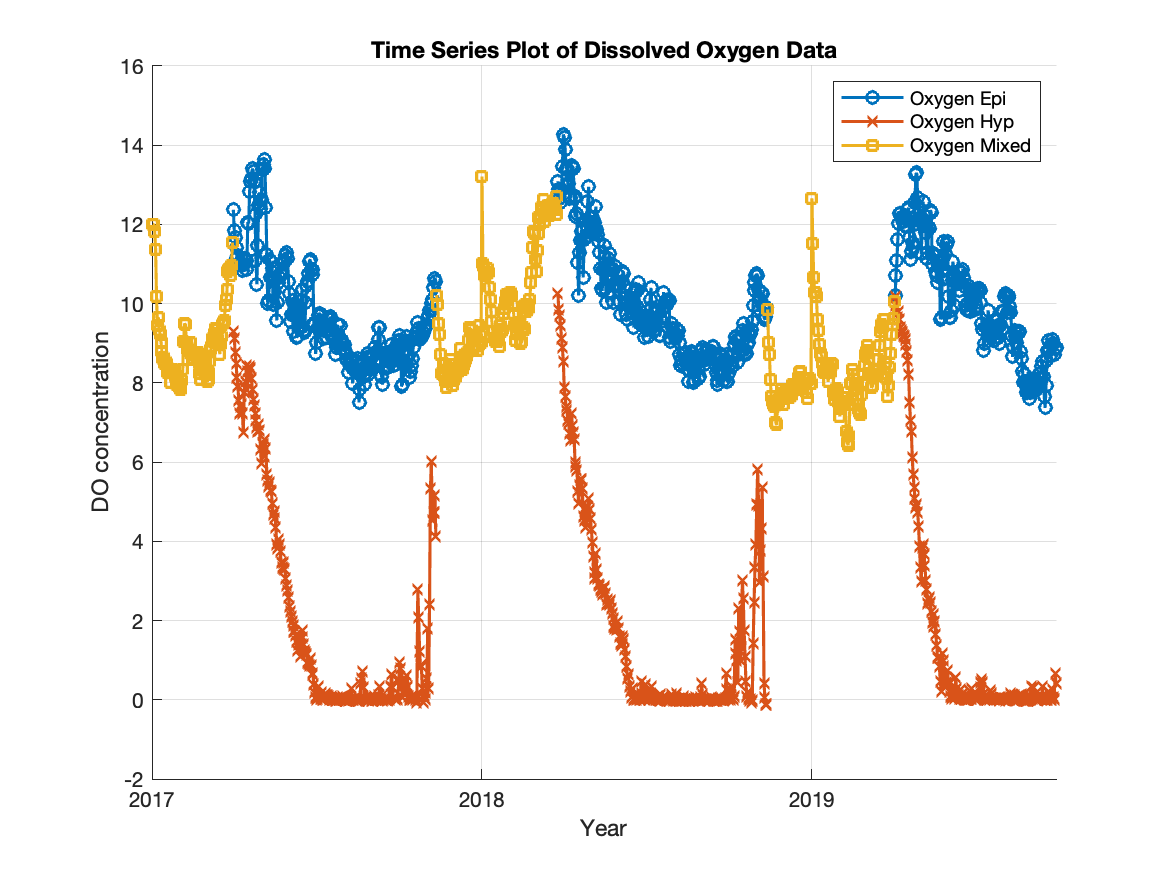 Time Series Plot of Dissolved Oxygen Data
16
14
12
10
8
6
4
2
0
-2
DO concentration
Oxygen Epi
Oxygen Hyp
Oxygen Mixed
2017 2018 2019
Year